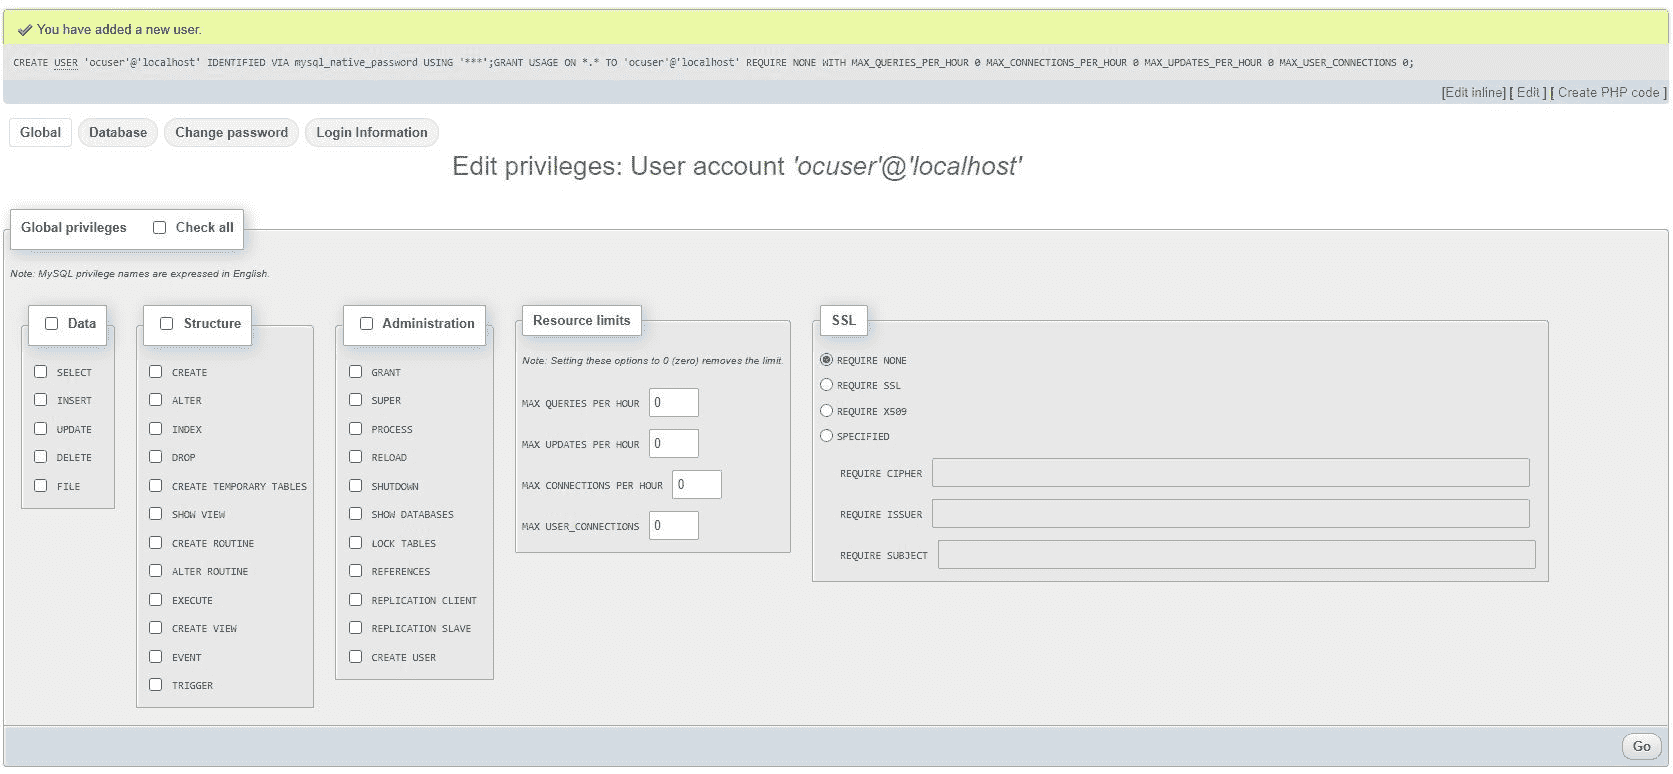 You have added a new user.
CREATE USER 'ocuser'@'localhost' IDENTIFIED VIA mysql_native_password USING '***';GRANT USAGE ON *.* TO 'ocuser'@'localhost' REQUIRE NONE WITH MAX_QUERIES_PER_HOUR 0 MAX_CONNECTIONS_PER_HOUR 0 MAX_UPDATES_PER_HOUR 0 MAX_USER_CONNECTIONS 0;
[Edit inline] [ Edit ] [ Create PHP code ]
Global Database Change password Login Information
Edit privileges: User account 'ocuser'@'localhost'
Global privileges Check all
Note: MySQL privilege names are expressed in English.
Data
SELECT
INSERT
UPDATE
DELETE
FILE
Structure
CREATE
ALTER
INDEX
DROP
CREATE TEMPORARY TABLES
SHOW VIEW
CREATE ROUTINE
ALTER ROUTINE
EXECUTE
CREATE VIEW
EVENT
TRIGGER
Administration
GRANT
SUPER
PROCESS
RELOAD
SHUTDOWN
SHOW DATABASES
LOCK TABLES
REFERENCES
REPLICATION CLIENT
REPLICATION SLAVE
CREATE USER
Resource limits
Note: Setting these options to 0 (zero) removes the limit.
MAX QUERIES PER HOUR 0
MAX UPDATES PER HOUR 0
MAX CONNECTIONS PER HOUR 0
MAX USER_CONNECTIONS 0
SSL
REQUIRE NONE
REQUIRE SSL
REQUIRE X509
SPECIFIED
REQUIRE CIPHER
REQUIRE ISSUER
REQUIRE SUBJECT
Go